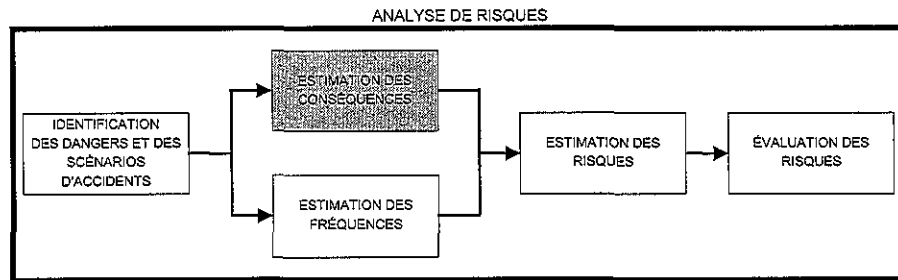 ANALYSE DE RISQUES
IDENTIFICATION
DES DANGERS ET DES
SCÉNARIOS
D'ACCIDENTS
ESTIMATION DES
CONSÉQUENCES
ESTIMATION DES
FRÉQUENCES
ESTIMATION DES
RISQUES
ÉVALUATION DES
RISQUES